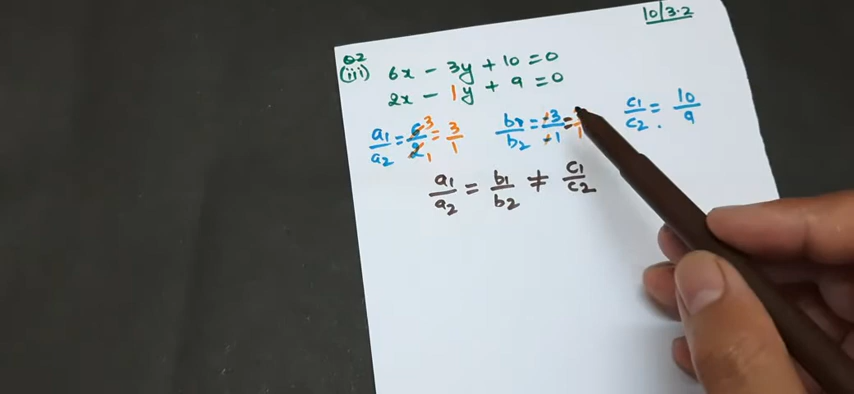 10/3.2
Q2
(iii) 6x - 3y + 10 = 0
2x - 1y + 9 = 0
a1/a2 = 6 3/2 1 = 3/1 b1/b2 = -3/-1 = /1 c1/c2 = 10/9
a1/a2 = b1/b2 ≠ c1/c2